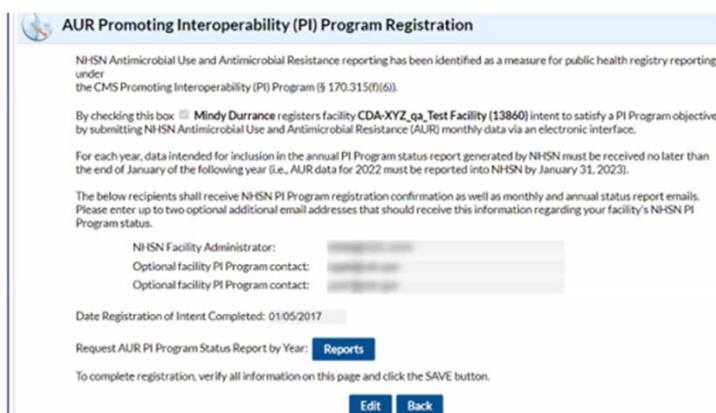 AUR Promoting Interoperability (PI) Program Registration
NHSN Antimicrobial Use and Antimicrobial Resistance reporting has been identified as a measure for public health registry reporting
under
the CMS Promoting Interoperability (PI) Program (§ 170.315(f)(6)).
By checking this box Mindy Durrance registers facility CDA-XYZ_qa_Test Facility (13860) intent to satisfy a PI Program objective
by submitting NHSN Antimicrobial Use and Antimicrobial Resistance (AUR) monthly data via an electronic interface.
For each year, data intended for inclusion in the annual PI Program status report generated by NHSN must be received no later than
the end of January of the following year (i.e., AUR data for 2022 must be reported into NHSN by January 31, 2023).
The below recipients shall receive NHSN PI Program registration confirmation as well as monthly and annual status report emails.
Please enter up to two optional additional email addresses that should receive this information regarding your facility's NHSN PI
Program status.
NHSN Facility Administrator:
Optional facility PI Program contact:
Optional facility PI Program contact:
Date Registration of Intent Completed: 01/05/2017
Request AUR PI Program Status Report by Year: Reports
To complete registration, verify all information on this page and click the SAVE button.
Edit Back